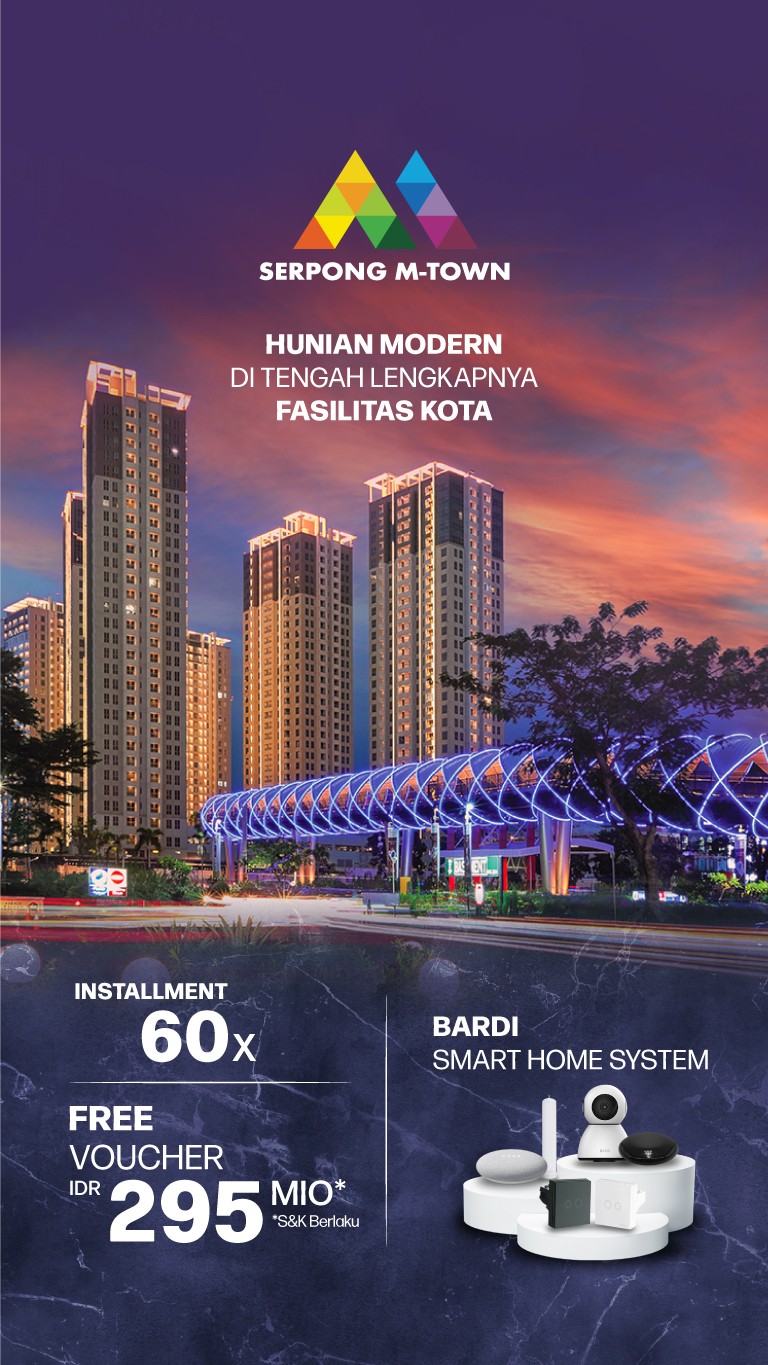 SERPONG M-TOWN
HUNIAN MODERN
DI TENGAH LENGKAPNYA
FASILITAS KOTA
BASEMENT
INSTALLMENT
60X
FREE
VOUCHER
IDR 295 MIO*
*S&K Berlaku
BARDI
SMART HOME SYSTEM